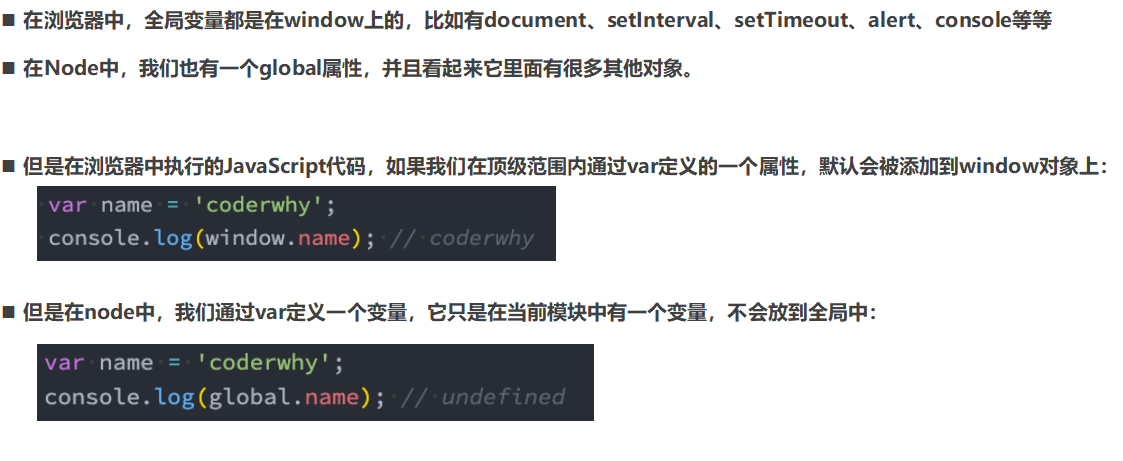 ■ 在浏览器中，全局变量都是在window上的，比如有document、setInterval、setTimeout、alert、console等等
■ 在Node中，我们也有一个global属性，并且看起来它里面有很多其他对象。
■ 但是在浏览器中执行的JavaScript代码，如果我们在顶级范围内通过var定义的一个属性，默认会被添加到window对象上：
var name = 'coderwhy';
console.log(window.name); // coderwhy
■ 但是在node中，我们通过var定义一个变量，它只是在当前模块中有一个变量，不会放到全局中：
var name = 'coderwhy';
console.log(global.name); // undefined